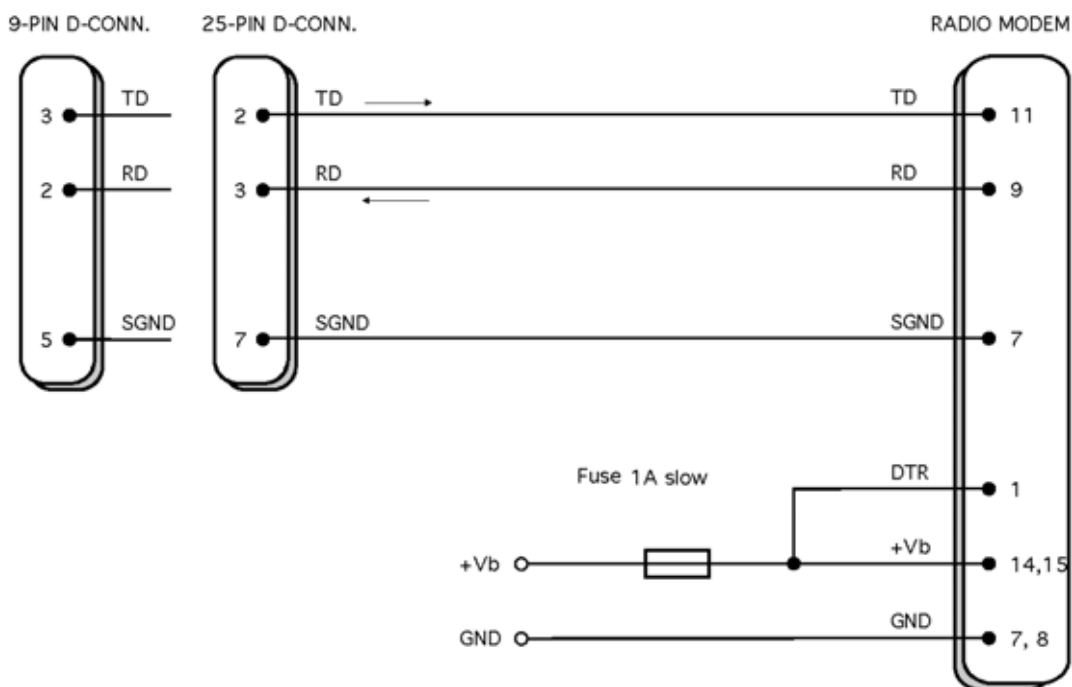 9-PIN D-CONN. 25-PIN D-CONN. RADIO MODEM
3 TD 2 TD TD 11
2 RD 3 RD RD 9
5 SGND 7 SGND SGND 7
Fuse 1A slow DTR 1
+Vb +Vb 14,15
GND GND 7, 8